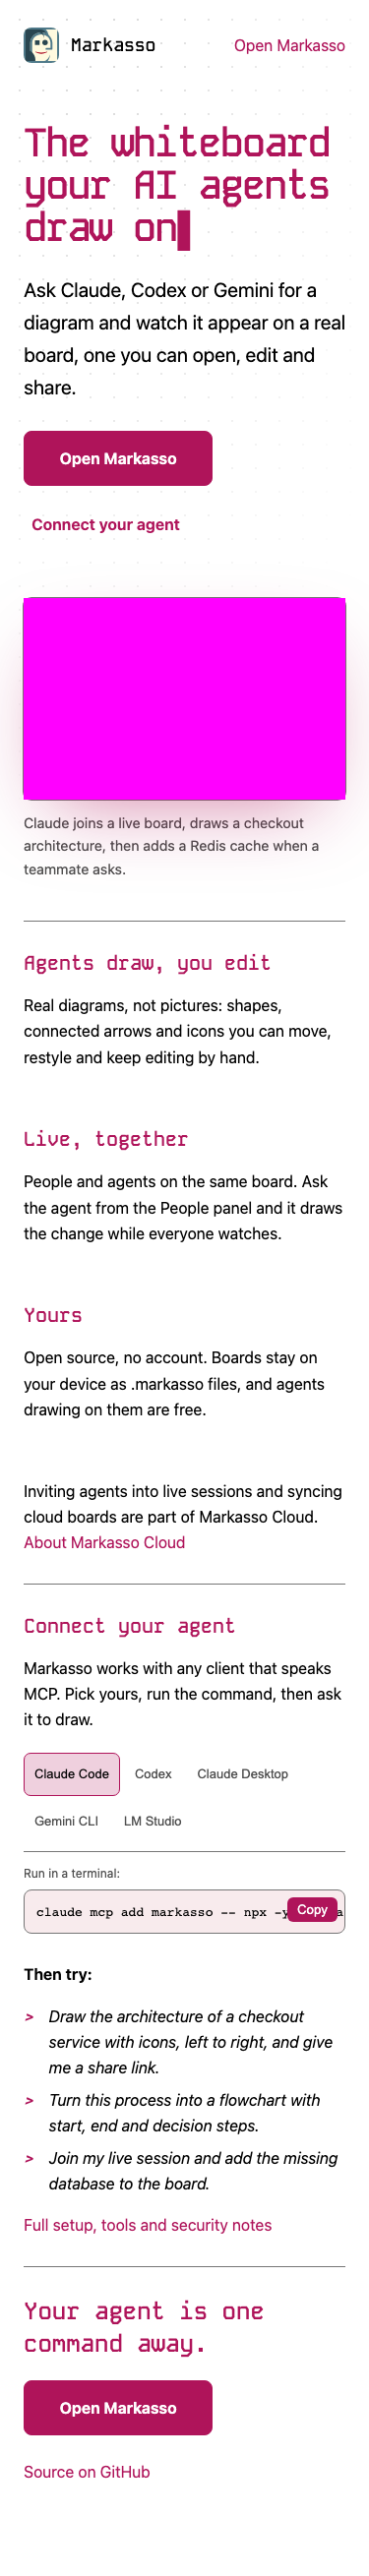 Markasso
Open Markasso
The whiteboard
your AI agents
draw on
Ask Claude, Codex or Gemini for a
diagram and watch it appear on a real
board, one you can open, edit and
share.
Open Markasso
Connect your agent
Claude joins a live board, draws a checkout
architecture, then adds a Redis cache when a
teammate asks.
Agents draw, you edit
Real diagrams, not pictures: shapes,
connected arrows and icons you can move,
restyle and keep editing by hand.
Live, together
People and agents on the same board. Ask
the agent from the People panel and it draws
the change while everyone watches.
Yours
Open source, no account. Boards stay on
your device as .markasso files, and agents
drawing on them are free.
Inviting agents into live sessions and syncing
cloud boards are part of Markasso Cloud.
About Markasso Cloud
Connect your agent
Markasso works with any client that speaks
MCP. Pick yours, run the command, then ask
it to draw.
Claude Code Codex Claude Desktop
Gemini CLI LM Studio
Run in a terminal:
claude mcp add markasso -- npx
Copy
Then try:
> Draw the architecture of a checkout
service with icons, left to right, and give
me a share link.
> Turn this process into a flowchart with
start, end and decision steps.
> Join my live session and add the missing
database to the board.
Full setup, tools and security notes
Your agent is one
command away.
Open Markasso
Source on GitHub